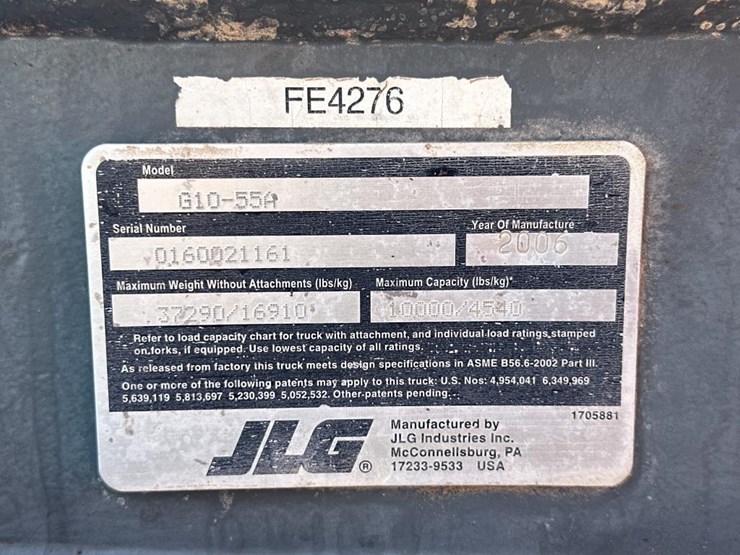 FE4276
Model
G10-55A
Serial Number
0160021161
Year Of Manufacture
2006
Maximum Weight Without Attachments (lbs/kg)
37290/16910
Maximum Capacity (lbs/kg)*
10000/4540
Refer to load capacity chart for truck with attachment, and individual load ratings stamped
on forks, if equipped. Use lowest capacity of all ratings.
As released from factory this truck meets design specifications in ASME B56.6-2002 Part III.
One or more of the following patents may apply to this truck: U.S. Nos: 4,954,041 6,349,969
5,639,119 5,813,697 5,230,399 5,052,532. Other patents pending.
1705881
JLG®
Manufactured by
JLG Industries Inc.
McConnellsburg, PA
17233-9533 USA